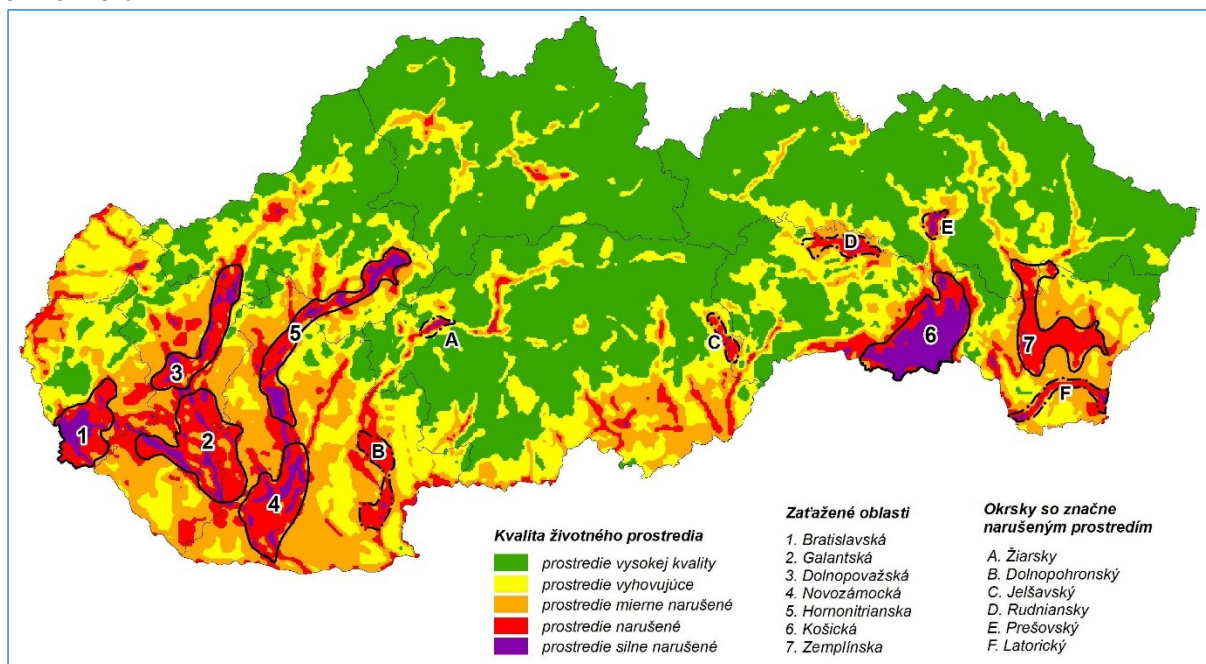 1
2
3
4
5
6
7
A
B
C
D
E
F
Kvalita životného prostredia
prostredie vysokej kvality
prostredie vyhovujúce
prostredie mierne narušené
prostredie narušené
prostredie silne narušené
Zaťažené oblasti
1. Bratislavská
2. Galantská
3. Dolnopovažská
4. Novozámocká
5. Hornonitrianska
6. Košická
7. Zemplínska
Okrsky so značne
narušeným prostredím
A. Žiarsky
B. Dolnopohronský
C. Jelšavský
D. Rudniansky
E. Prešovský
F. Latorický